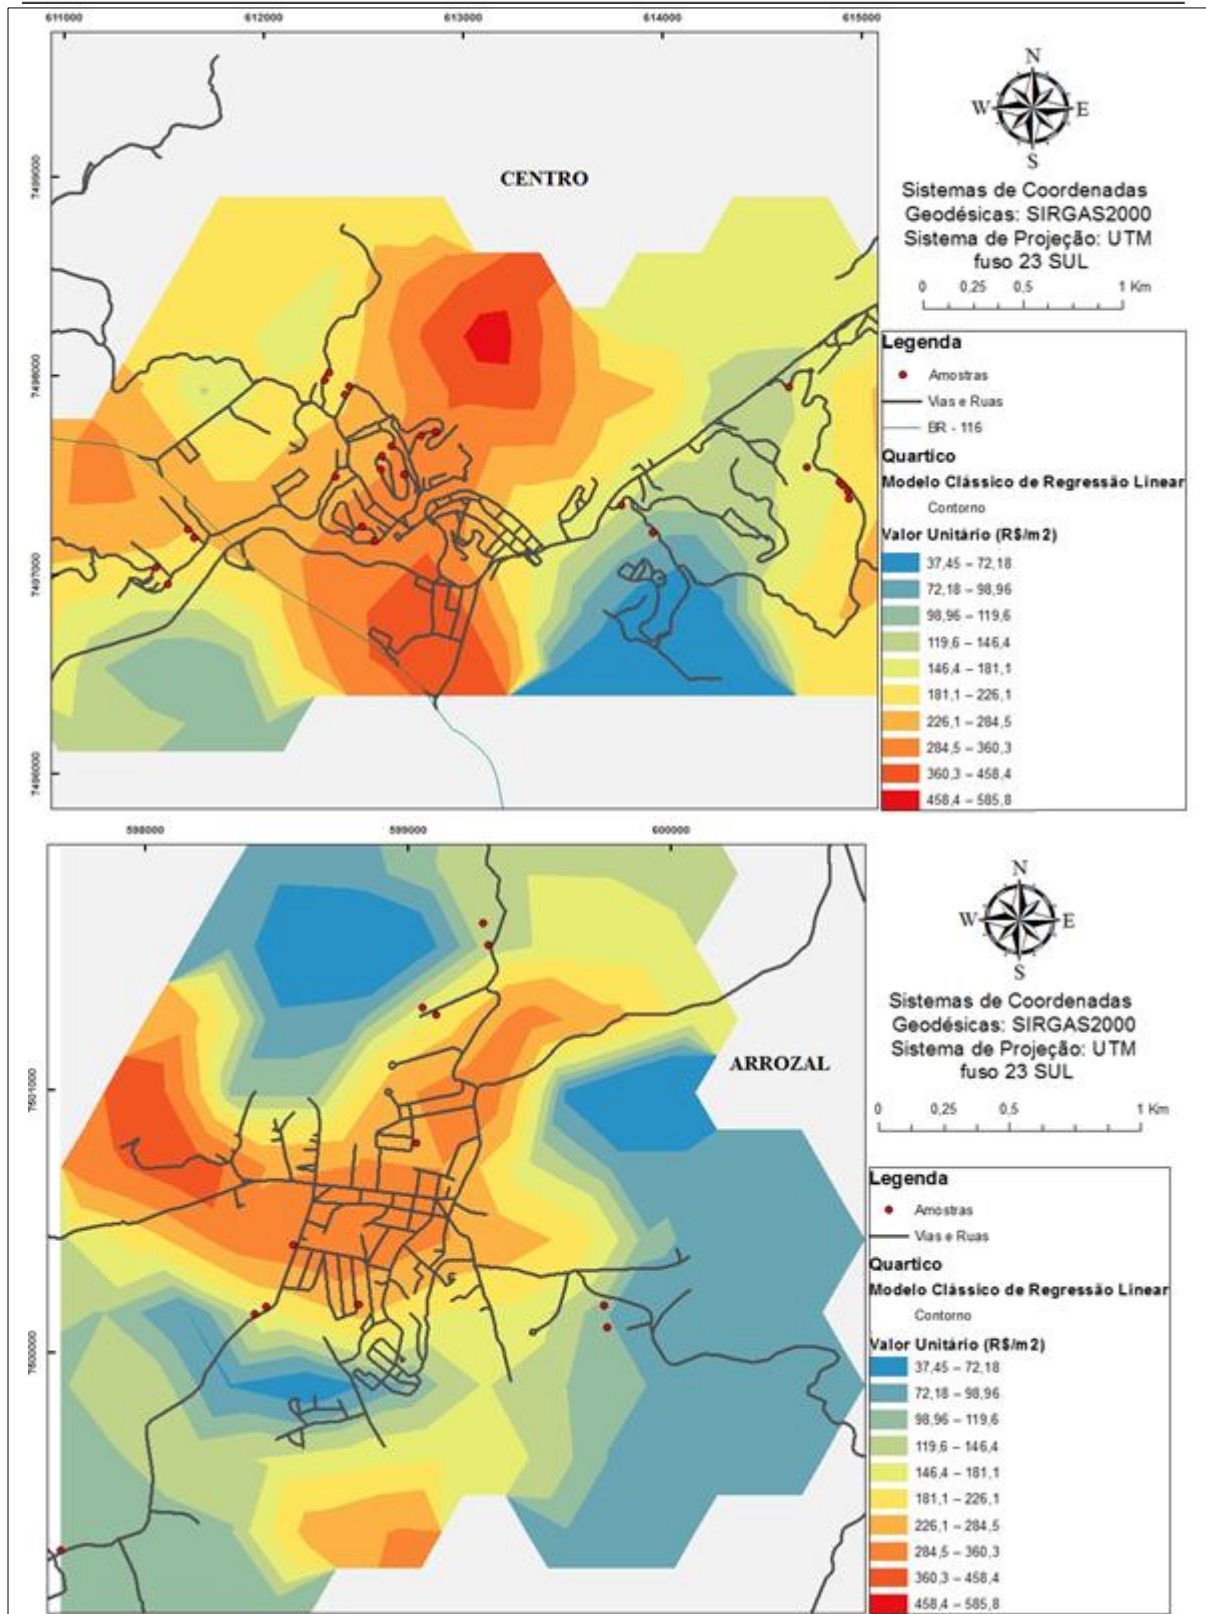 611000 612000 613000 614000 615000
7499000
7498000
7497000
7496000
CENTRO
N
W E
S
Sistemas de Coordenadas
Geodésicas: SIRGAS2000
Sistema de Projeção: UTM
fuso 23 SUL
0 0,25 0,5 1 Km
Legenda
Amostras
Vias e Ruas
BR - 116
Quartico
Modelo Clássico de Regressão Linear
Contorno
Valor Unitário (R$/m2)
37,45 – 72,18
72,18 – 98,96
98,96 – 119,6
119,6 – 146,4
146,4 – 181,1
181,1 – 226,1
226,1 – 284,5
284,5 – 360,3
360,3 – 458,4
458,4 – 585,8
598000 599000 600000
7501000
7500000
ARROZAL
N
W E
S
Sistemas de Coordenadas
Geodésicas: SIRGAS2000
Sistema de Projeção: UTM
fuso 23 SUL
0 0,25 0,5 1 Km
Legenda
Amostras
Vias e Ruas
Quartico
Modelo Clássico de Regressão Linear
Contorno
Valor Unitário (R$/m2)
37,45 – 72,18
72,18 – 98,96
98,96 – 119,6
119,6 – 146,4
146,4 – 181,1
181,1 – 226,1
226,1 – 284,5
284,5 – 360,3
360,3 – 458,4
458,4 – 585,8